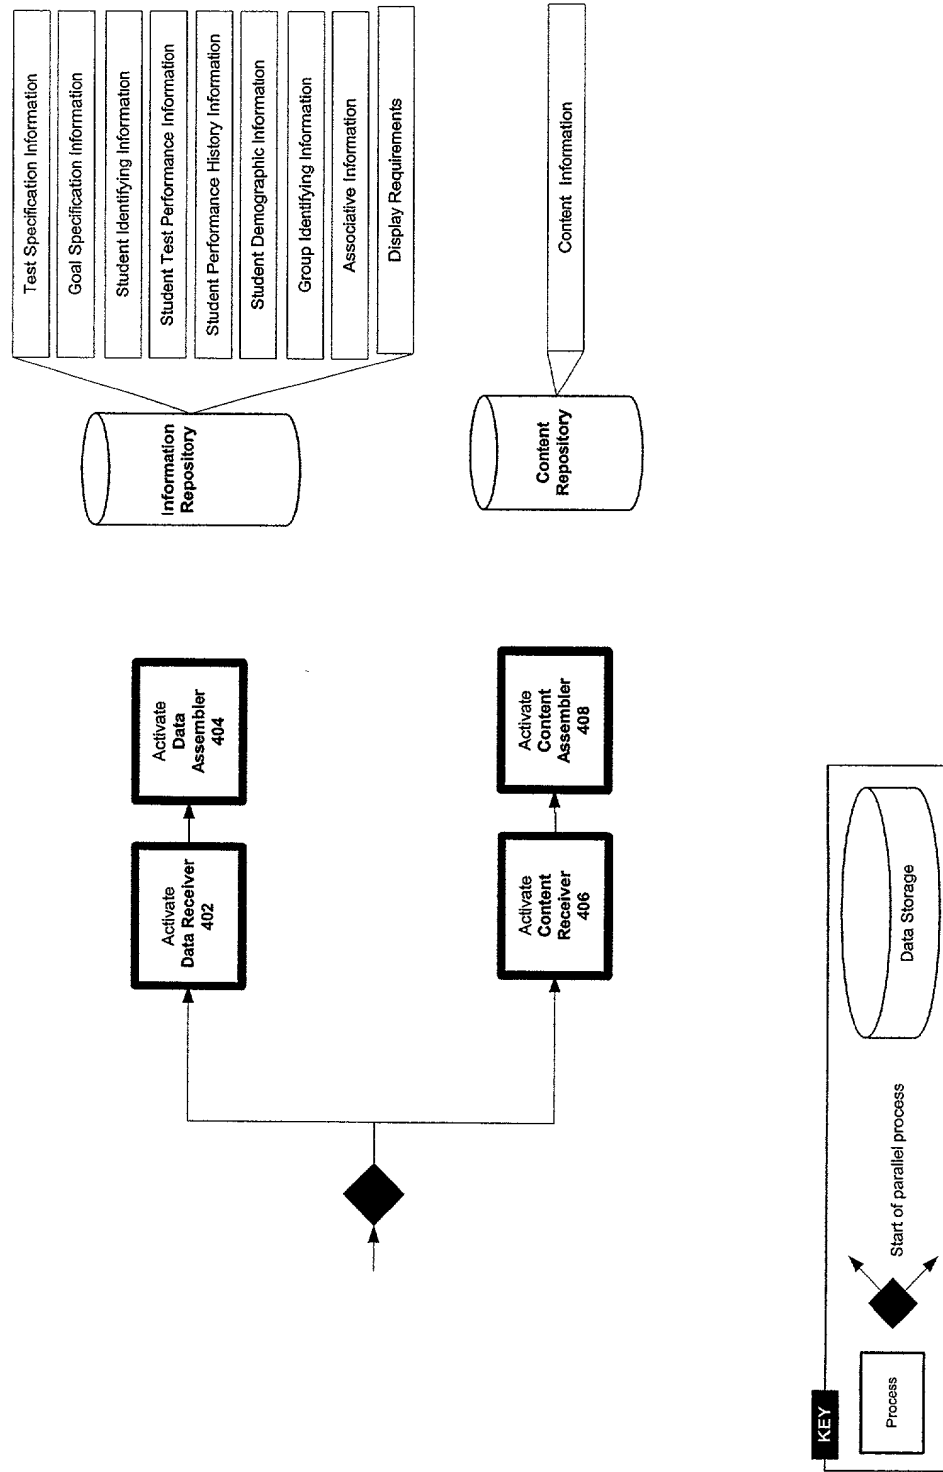 Test Specification Information
Goal Specification Information
Student Identifying Information
Student Test Performance Information
Student Performance History Information
Student Demographic Information
Group Identifying Information
Associative Information
Display Requirements
Information
Repository
Content Information
Content
Repository
Activate
Data Receiver
402
Activate
Data
Assembler
404
Activate
Content
Receiver
406
Activate
Content
Assembler
408
KEY
Process
Start of parallel process
Data Storage